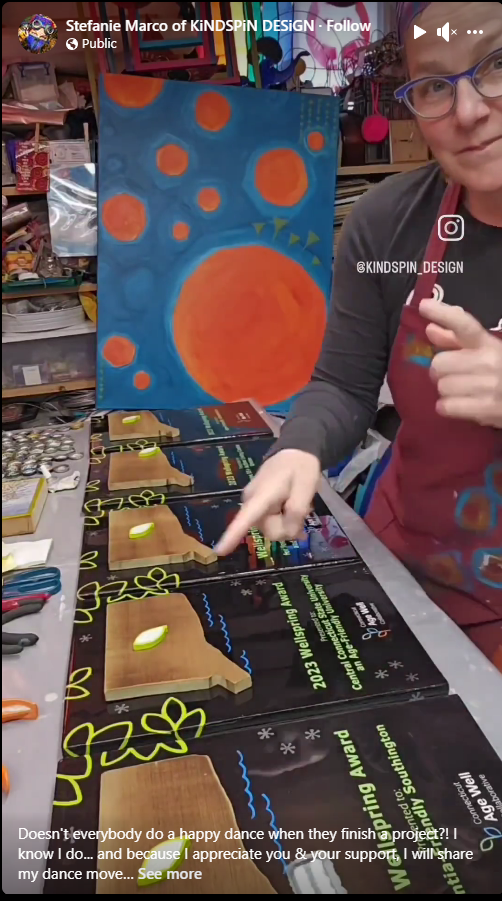 Stefanie Marco of KiNDSPiN DESiGN · Follow
Public
@KINDSPIN_DESIGN
Wellspring
2023 Wellspring Award
Presented to:
Central Connecticut State University
an Age-Friendly University
connecticut
Age Well
collaborative
Wellspring Award
Friendly Southington
connecticut
Age Well
collaborative
Doesn't everybody do a happy dance when they finish a project?! I
know I do... and because I appreciate you & your support, I will share
my dance move... See more